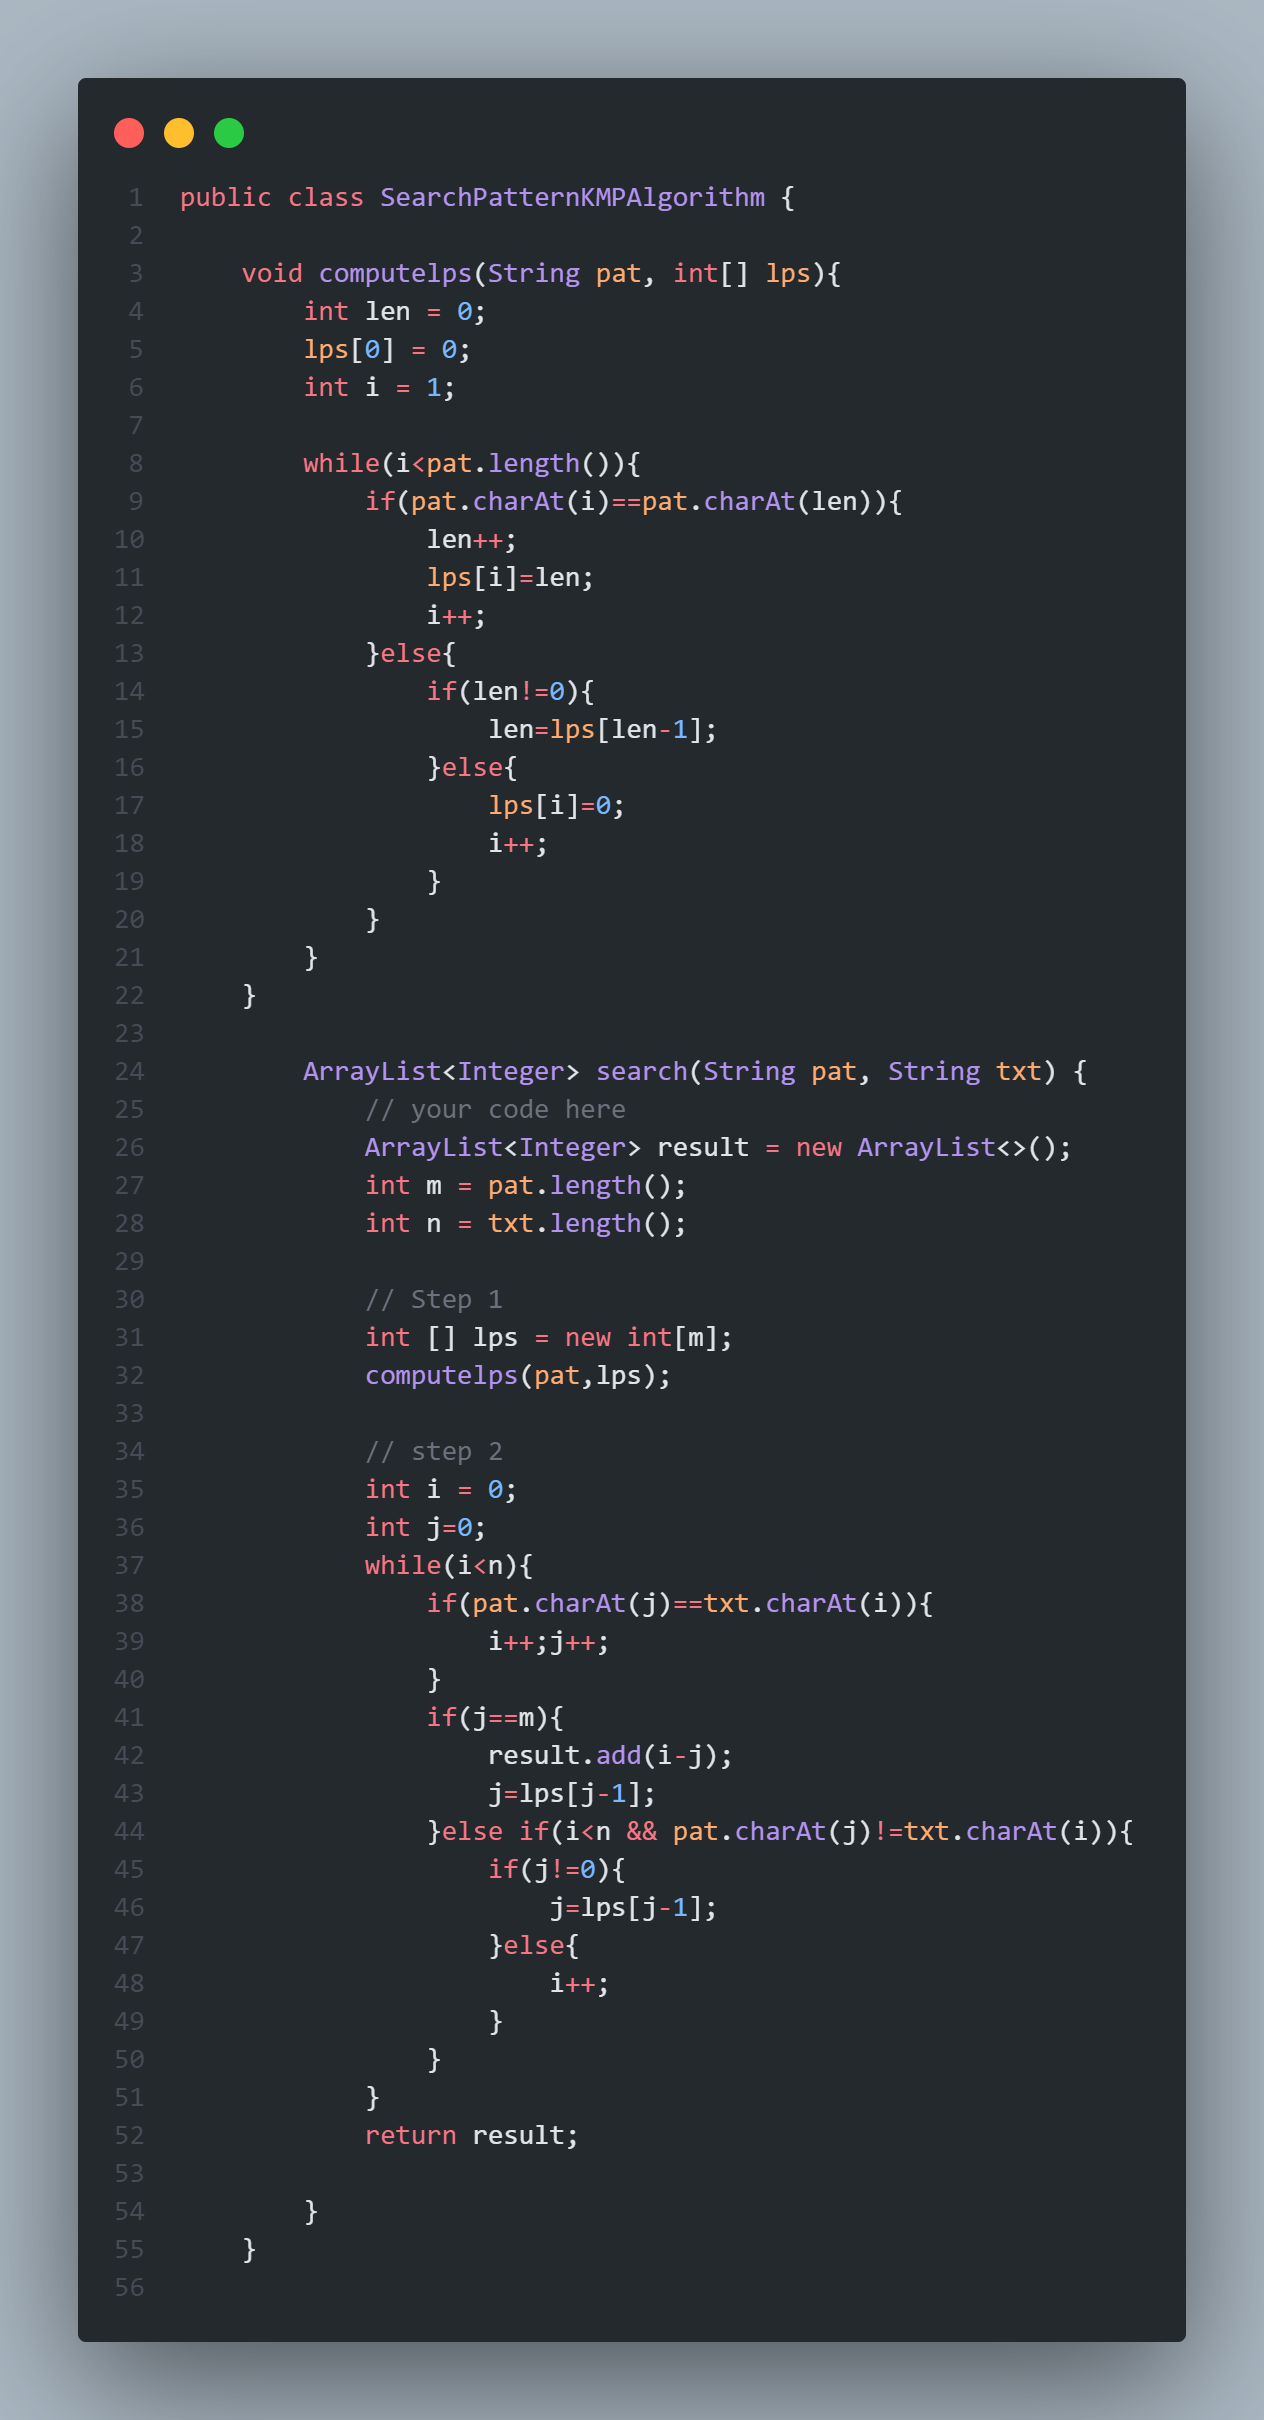 1 public class SearchPatternKMPAlgorithm {
2
3     void computelps(String pat, int[] lps){
4         int len = 0;
5         lps[0] = 0;
6         int i = 1;
7
8         while(i<pat.length()){
9             if(pat.charAt(i)==pat.charAt(len)){
10                 len++;
11                 lps[i]=len;
12                 i++;
13             }else{
14                 if(len!=0){
15                     len=lps[len-1];
16                 }else{
17                     lps[i]=0;
18                     i++;
19                 }
20             }
21         }
22     }
23
24         ArrayList<Integer> search(String pat, String txt) {
25             // your code here
26             ArrayList<Integer> result = new ArrayList<>();
27             int m = pat.length();
28             int n = txt.length();
29
30             // Step 1
31             int [] lps = new int[m];
32             computelps(pat,lps);
33
34             // step 2
35             int i = 0;
36             int j=0;
37             while(i<n){
38                 if(pat.charAt(j)==txt.charAt(i)){
39                     i++;j++;
40                 }
41                 if(j==m){
42                     result.add(i-j);
43                     j=lps[j-1];
44                 }else if(i<n && pat.charAt(j)!=txt.charAt(i)){
45                     if(j!=0){
46                         j=lps[j-1];
47                     }else{
48                         i++;
49                     }
50                 }
51             }
52             return result;
53
54         }
55     }
56